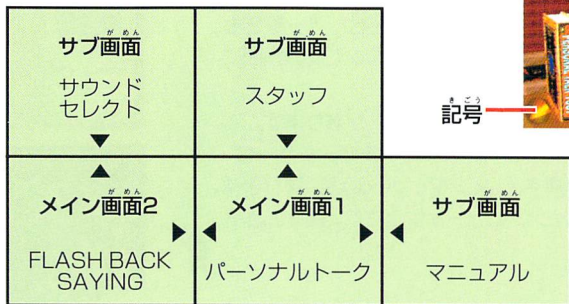 サブ画面
サウンド
セレクト
▼
サブ画面
スタッフ
▼
記号
▲
メイン画面2
▶
FLASH BACK
SAYING
▲
メイン画面1
◀ ▶
パーソナルトーク
サブ画面
◀
マニュアル